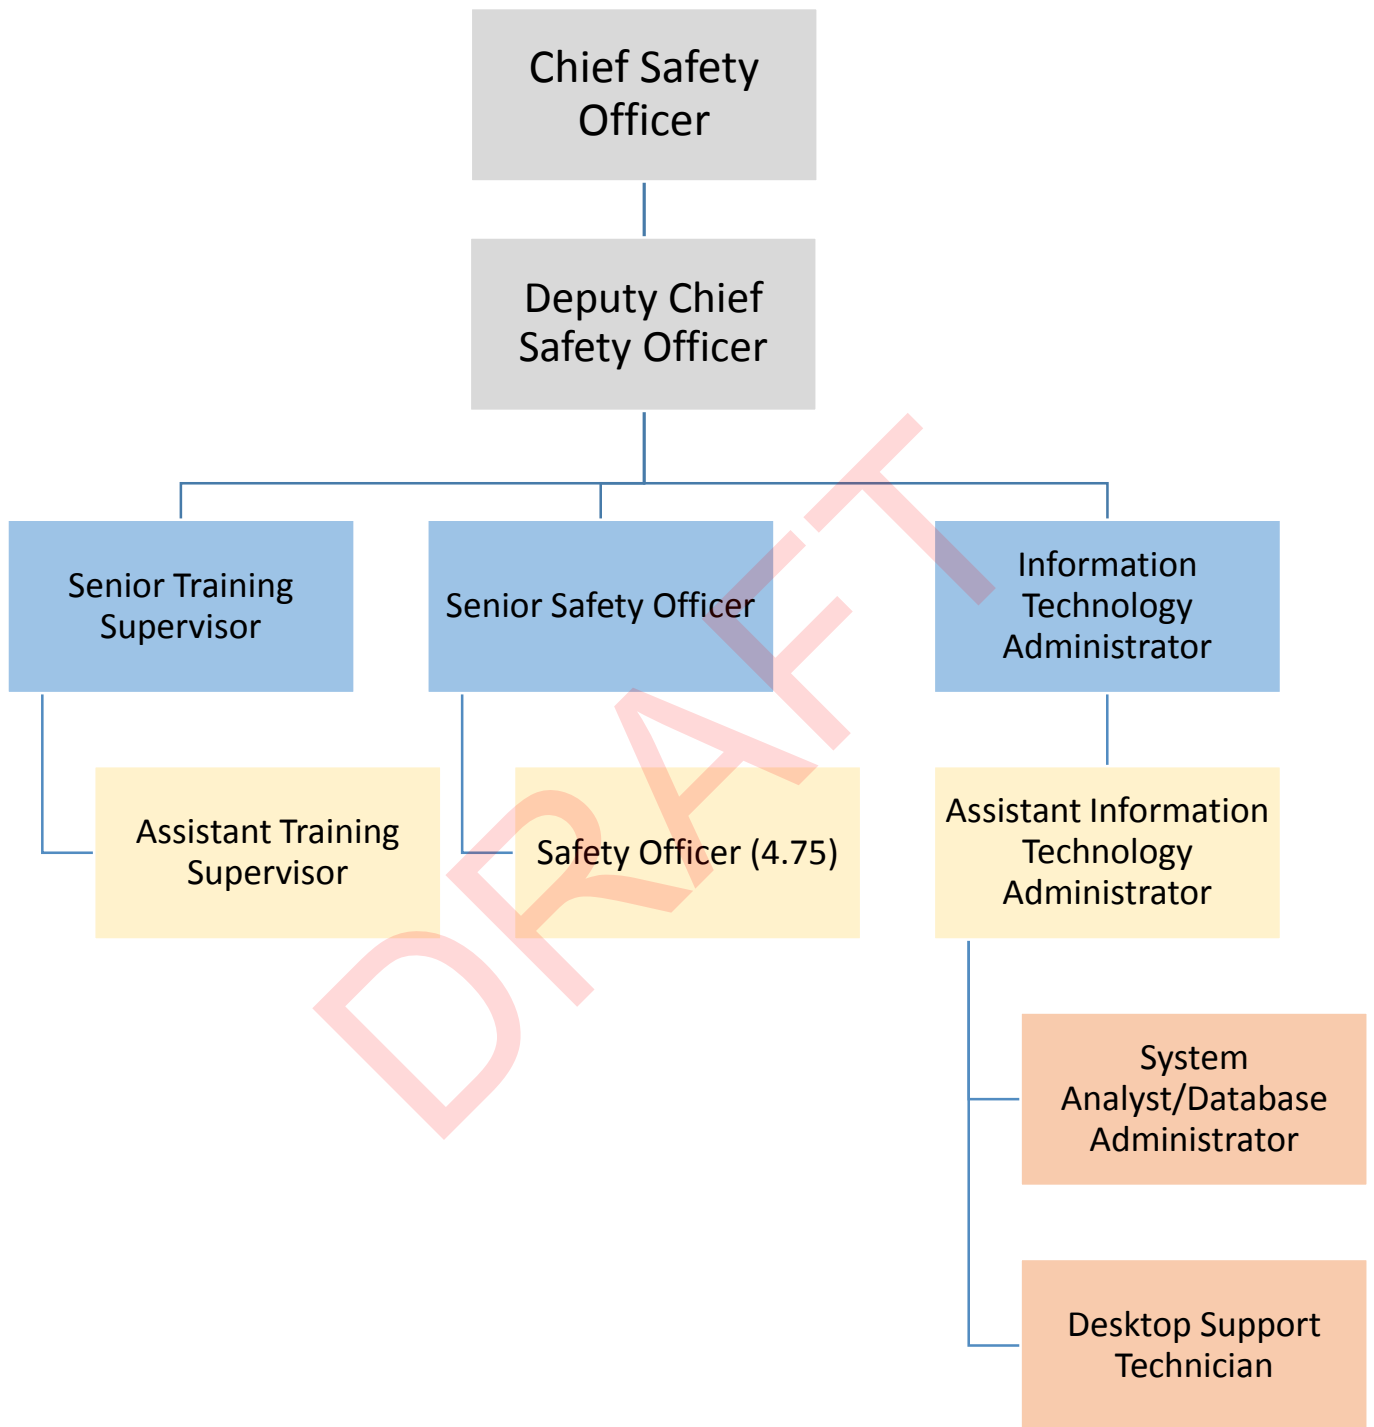 Chief Safety
Officer
Deputy Chief
Safety Officer
Senior Training
Supervisor
Senior Safety Officer
Information
Technology
Administrator
Assistant Training
Supervisor
Safety Officer (4.75)
Assistant Information
Technology
Administrator
System
Analyst/Database
Administrator
Desktop Support
Technician
DRAFT